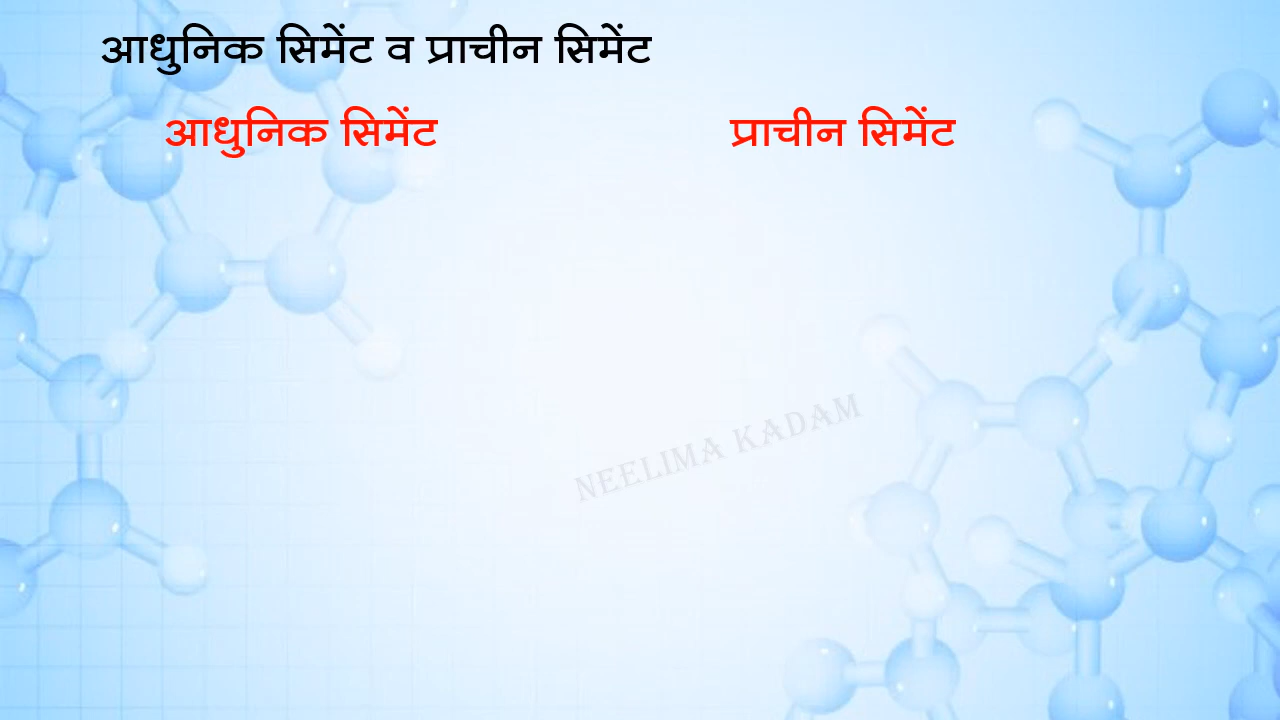 आधुनिक सिमेंट व प्राचीन सिमेंट
आधुनिक सिमेंट
प्राचीन सिमेंट
NEELIMA KADAM